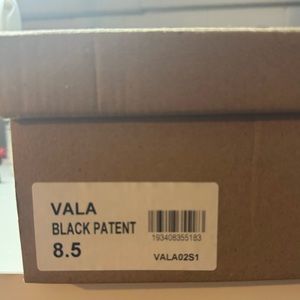 VALA
BLACK PATENT
8.5
193408355183
VALA02S1